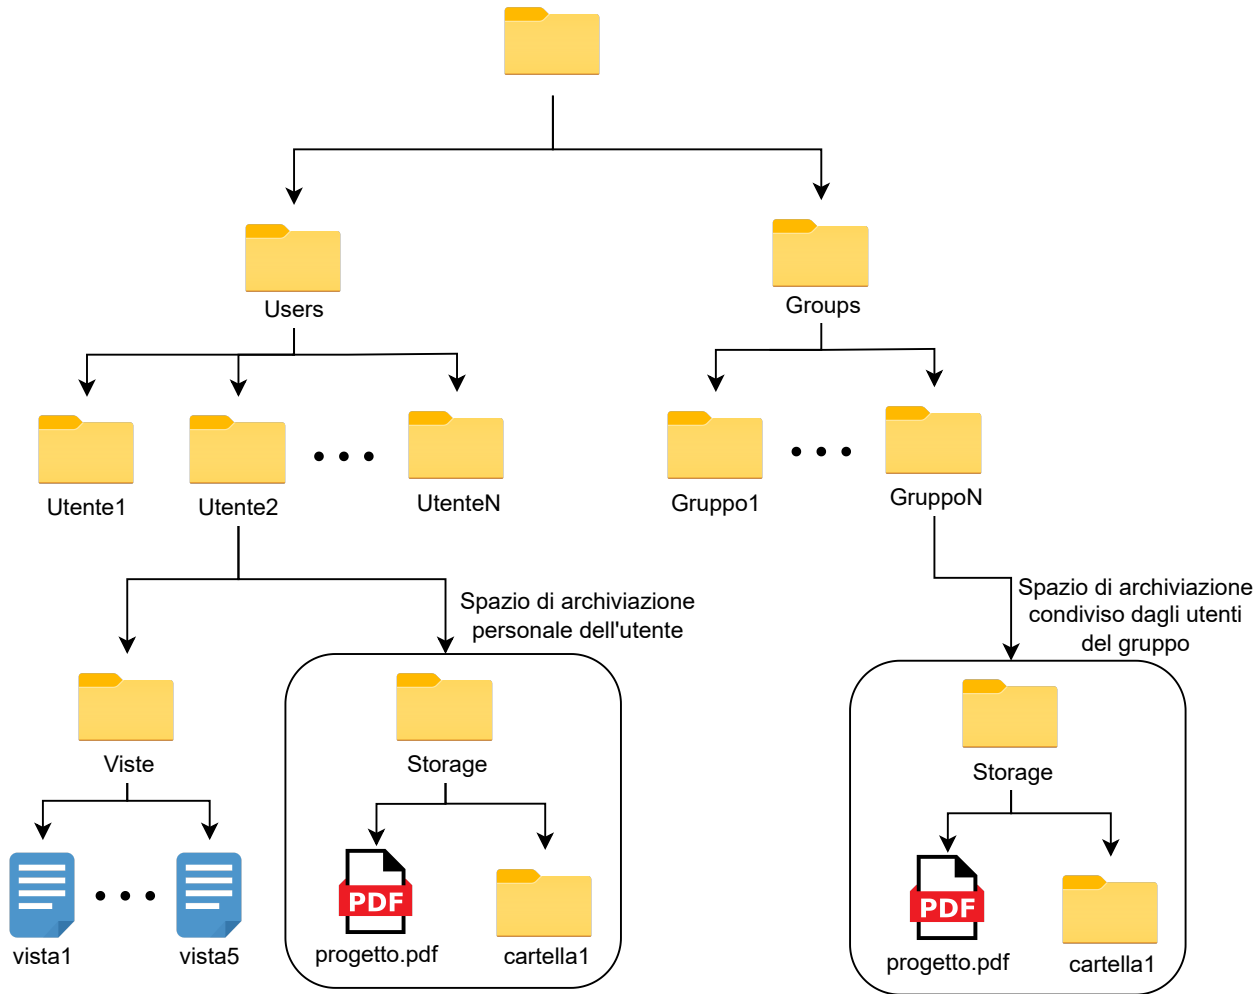 Users
Groups
Utente1
Utente2
UtenteN
Gruppo1
GruppoN
Spazio di archiviazione
personale dell'utente
Spazio di archiviazione
condiviso dagli utenti
del gruppo
Viste
Storage
Storage
vista1
vista5
PDF
progetto.pdf
cartella1
PDF
progetto.pdf
cartella1